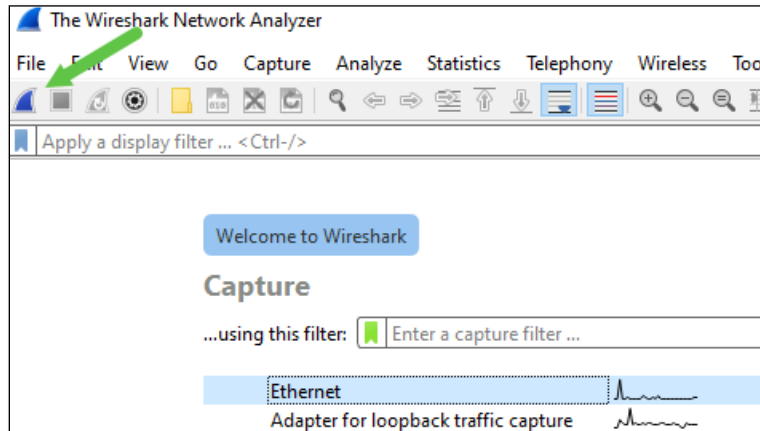 The Wireshark Network Analyzer
File Edit View Go Capture Analyze Statistics Telephony Wireless Too
Apply a display filter ... <Ctrl-/>
Welcome to Wireshark
Capture
...using this filter: Enter a capture filter ...
Ethernet
Adapter for loopback traffic capture